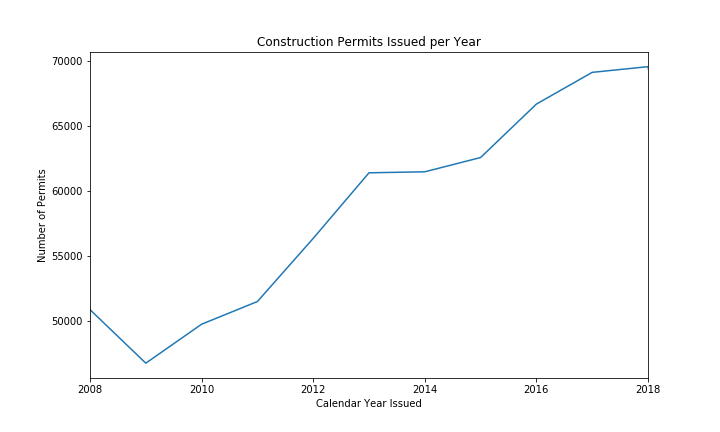 Construction Permits Issued per Year
70000
65000
60000
55000
50000
Number of Permits
2008 2010 2012 2014 2016 2018
Calendar Year Issued